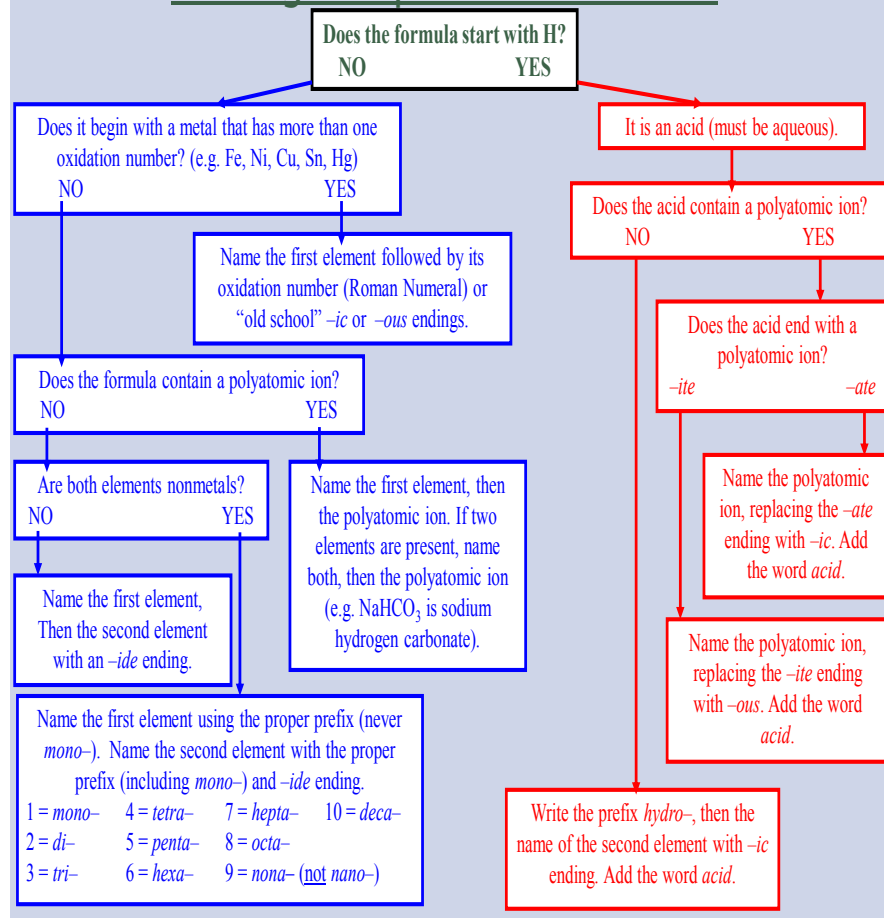 Does the formula start with H?
NO YES
Does it begin with a metal that has more than one
oxidation number? (e.g. Fe, Ni, Cu, Sn, Hg)
NO YES
Name the first element followed by its
oxidation number (Roman Numeral) or
“old school” –ic or –ous endings.
Does the formula contain a polyatomic ion?
NO YES
Are both elements nonmetals?
NO YES
Name the first element,
Then the second element
with an –ide ending.
Name the first element, then
the polyatomic ion. If two
elements are present, name
both, then the polyatomic ion
(e.g. NaHCO₃ is sodium
hydrogen carbonate).
Name the first element using the proper prefix (never
mono–). Name the second element with the proper
prefix (including mono–) and –ide ending.
1 = mono– 4 = tetra– 7 = hepta– 10 = deca–
2 = di– 5 = penta– 8 = octa–
3 = tri– 6 = hexa– 9 = nona– (not nano–)
It is an acid (must be aqueous).
Does the acid contain a polyatomic ion?
NO YES
Does the acid end with a
polyatomic ion?
–ite –ate
Name the polyatomic
ion, replacing the –ate
ending with –ic. Add
the word acid.
Name the polyatomic ion,
replacing the –ite ending
with –ous. Add the word
acid.
Write the prefix hydro–, then the
name of the second element with –ic
ending. Add the word acid.